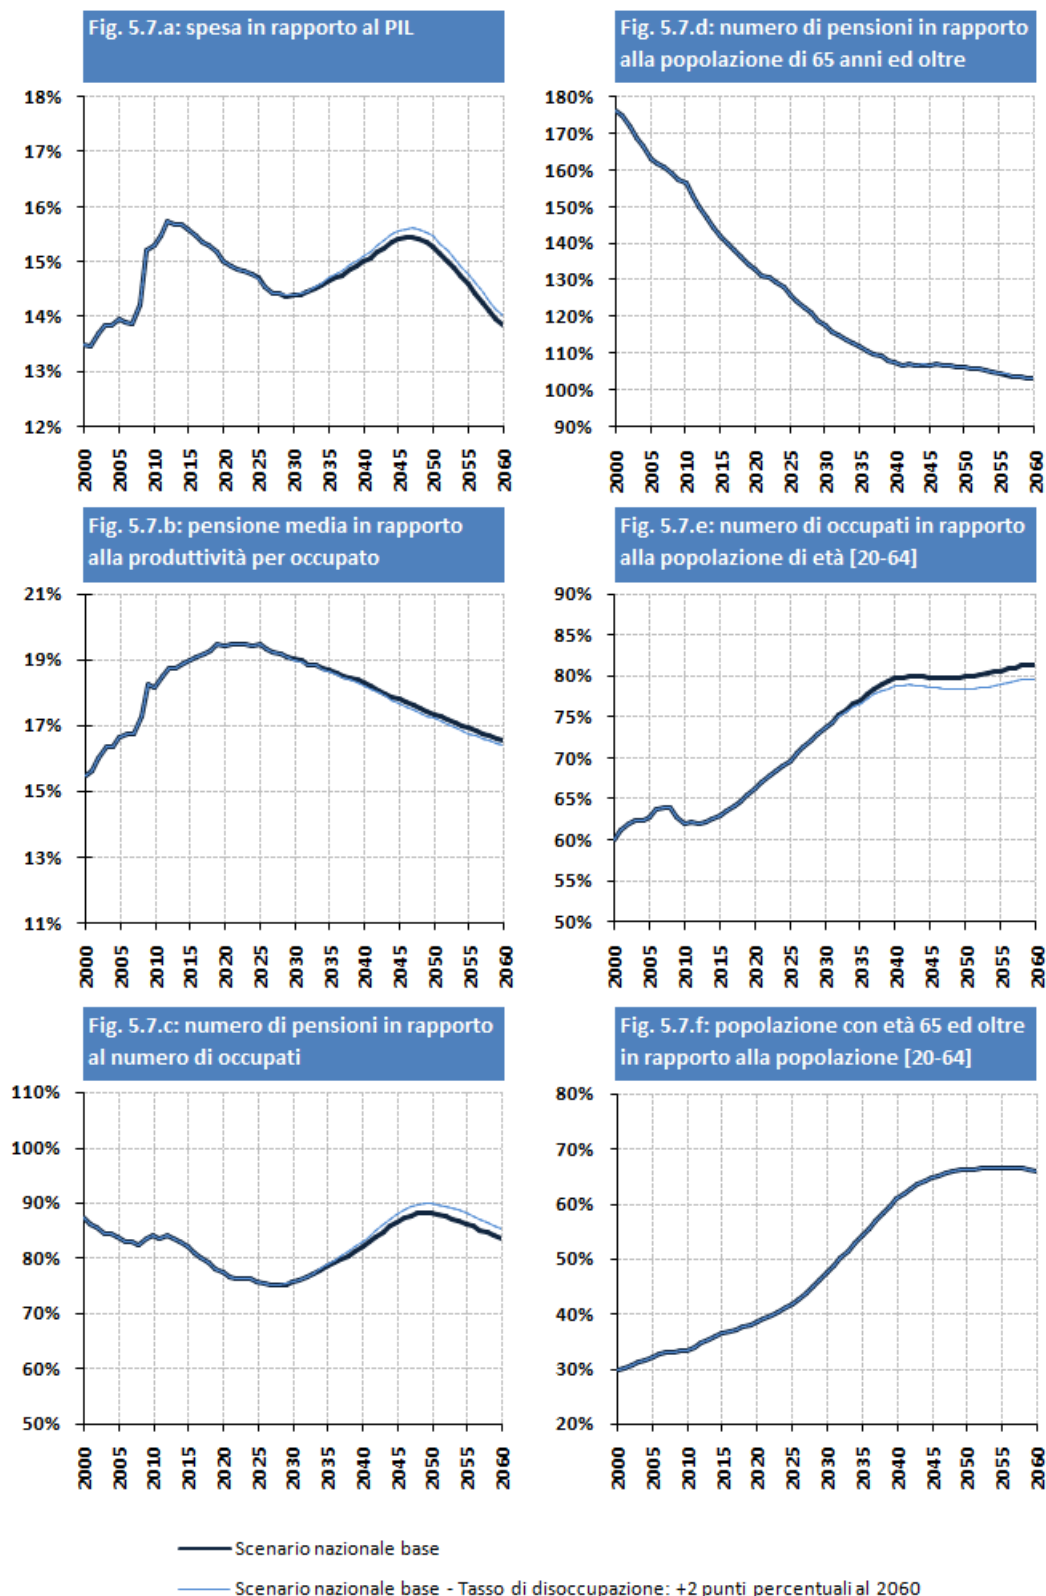 Fig. 5.7.a: spesa in rapporto al PIL
18%
17%
16%
15%
14%
13%
12%
2000 2005 2010 2015 2020 2025 2030 2035 2040 2045 2050 2055 2060
Fig. 5.7.d: numero di pensioni in rapporto
alla popolazione di 65 anni ed oltre
180%
170%
160%
150%
140%
130%
120%
110%
100%
90%
2000 2005 2010 2015 2020 2025 2030 2035 2040 2045 2050 2055 2060
Fig. 5.7.b: pensione media in rapporto
alla produttività per occupato
21%
19%
17%
15%
13%
11%
2000 2005 2010 2015 2020 2025 2030 2035 2040 2045 2050 2055 2060
Fig. 5.7.e: numero di occupati in rapporto
alla popolazione di età [20-64]
90%
85%
80%
75%
70%
65%
60%
55%
50%
2000 2005 2010 2015 2020 2025 2030 2035 2040 2045 2050 2055 2060
Fig. 5.7.c: numero di pensioni in rapporto
al numero di occupati
110%
100%
90%
80%
70%
60%
50%
2000 2005 2010 2015 2020 2025 2030 2035 2040 2045 2050 2055 2060
Fig. 5.7.f: popolazione con età 65 ed oltre
in rapporto alla popolazione [20-64]
80%
70%
60%
50%
40%
30%
20%
2000 2005 2010 2015 2020 2025 2030 2035 2040 2045 2050 2055 2060
Scenario nazionale base
Scenario nazionale base - Tasso di disoccupazione: +2 punti percentuali al 2060